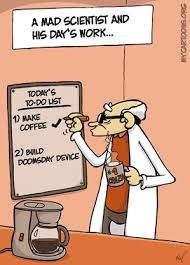 A MAD SCIENTIST AND
HIS DAY'S WORK...
MYCARTOONS.ORG
TODAY'S
TO-DO LIST
1) MAKE
COFFEE
2) BUILD
DOOMSDAY DEVICE
#1